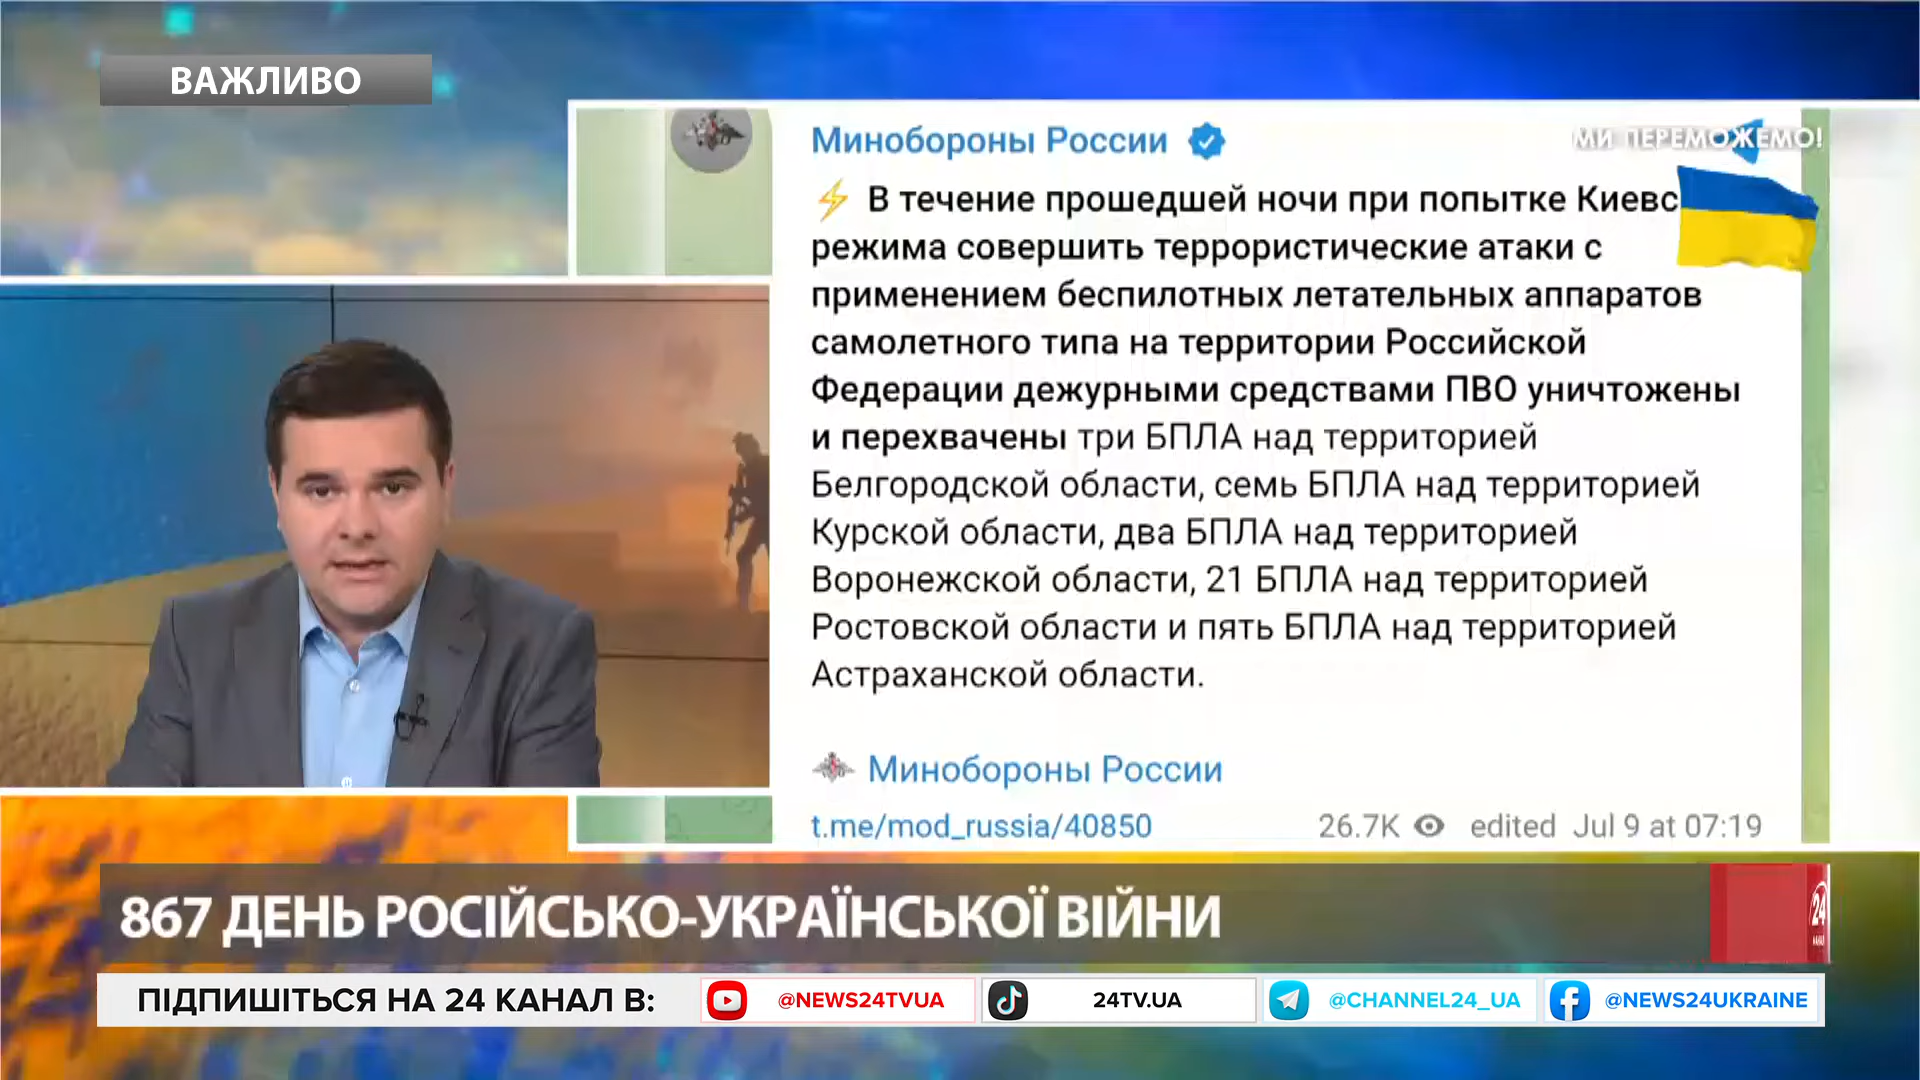 ВАЖЛИВО
Минобороны России
МИ ПЕРЕМОЖЕМО!
⚡ В течение прошедшей ночи при попытке Киевс
режима совершить террористические атаки с
применением беспилотных летательных аппаратов
самолетного типа на территории Российской
Федерации дежурными средствами ПВО уничтожены
и перехвачены три БПЛА над территорией
Белгородской области, семь БПЛА над территорией
Курской области, два БПЛА над территорией
Воронежской области, 21 БПЛА над территорией
Ростовской области и пять БПЛА над территорией
Астраханской области.
Минобороны России
t.me/mod_russia/40850 26.7K edited Jul 9 at 07:19
867 ДЕНЬ РОСІЙСЬКО-УКРАЇНСЬКОЇ ВІЙНИ
24
КАНАЛ
ПІДПИШІТЬСЯ НА 24 КАНАЛ В: @NEWS24TVUA 24TV.UA @CHANNEL24_UA @NEWS24UKRAINE